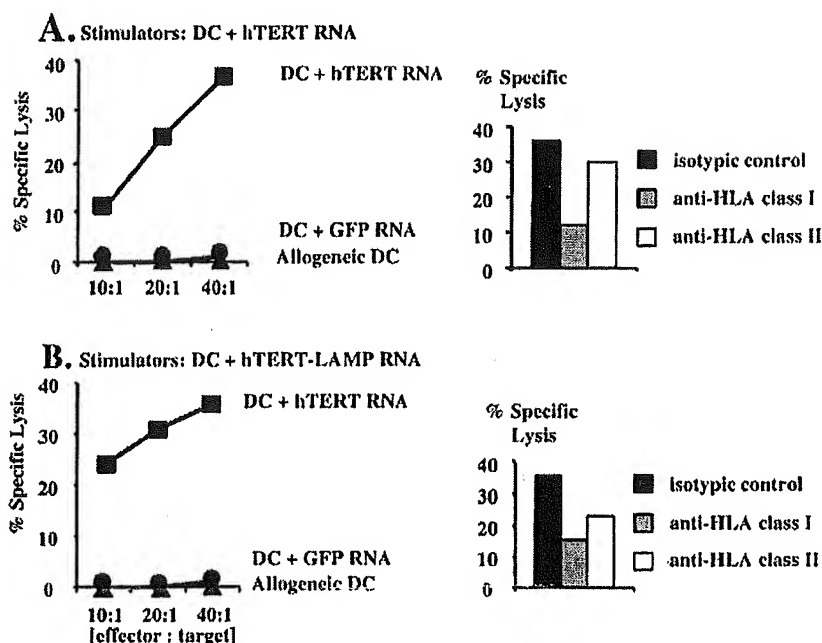 A. Stimulators: DC + hTERT RNA
% Specific Lysis
40
30
20
10
0
10:1 20:1 40:1
DC + hTERT RNA
DC + GFP RNA
Allogeneic DC
% Specific
Lysis
40
30
20
10
0
isotypic control
anti-HLA class I
anti-HLA class II
B. Stimulators: DC + hTERT-LAMP RNA
% Specific Lysis
40
30
20
10
0
10:1 20:1 40:1
[effector : target]
DC + hTERT RNA
DC + GFP RNA
Allogeneic DC
% Specific
Lysis
40
30
20
10
0
isotypic control
anti-HLA class I
anti-HLA class II